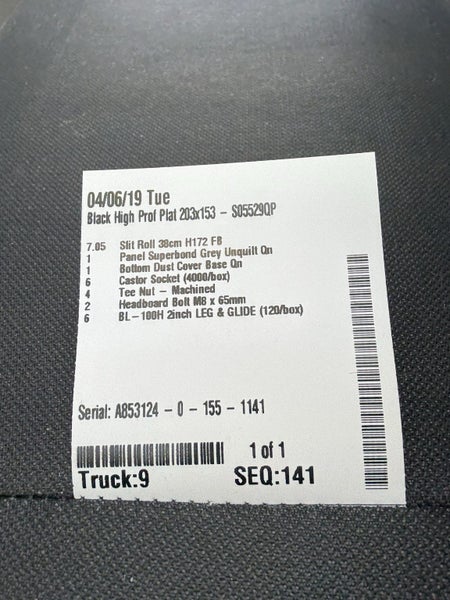 04/06/19 Tue
Black High Prof Plat 203x153 - S05529QP
7.05 Slit Roll 38cm H172 FB
1 Panel Superbond Grey Unquilt Qn
1 Bottom Dust Cover Base Qn
6 Castor Socket (4000/box)
4 Tee Nut - Machined
2 Headboard Bolt M8 x 65mm
6 BL-180H 2inch LEG & GLIDE (120/box)
Serial: A853124 - 0 - 155 - 1141
1 of 1
Truck:9 SEQ:141